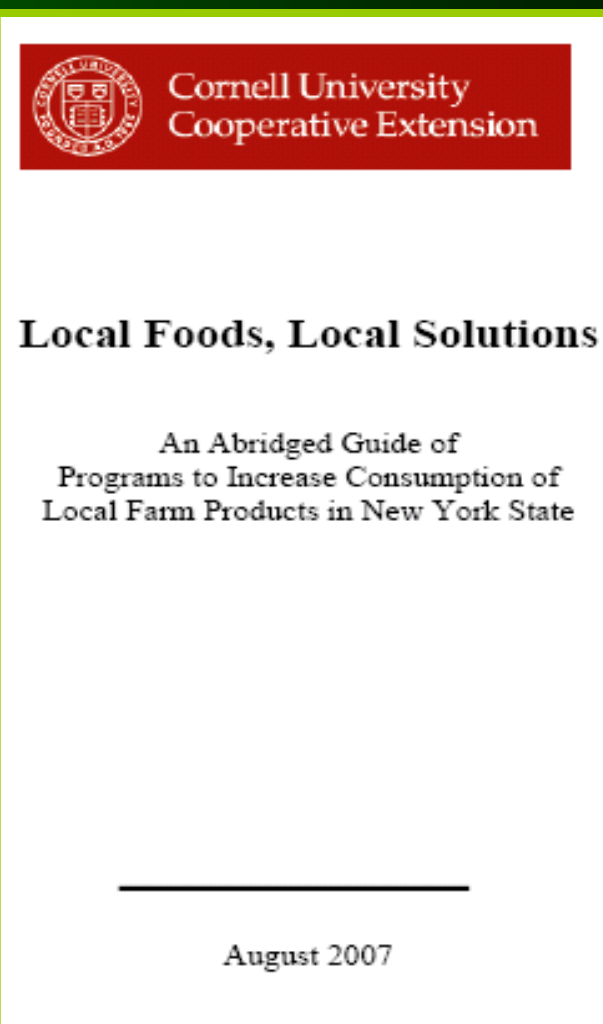 Cornell University
Cooperative Extension
Local Foods, Local Solutions
An Abridged Guide of
Programs to Increase Consumption of
Local Farm Products in New York State
August 2007